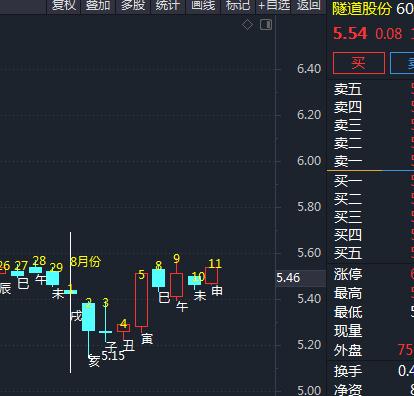 复权 叠加 多股 统计 画线 标记 +自选 返回
隧道股份 60
5.54 0.08 1
买 卖
6.40
6.20
6.00
5.80
5.60
5.46
5.40
5.20
5.00
卖五
卖四
卖三
卖二
卖一
买一
买二
买三
买四
买五
涨停 6
最高 5
最低 5
现量
外盘 75
换手 0.4
净资 8
26 27 28 29 8月份
辰 巳 午 未 1 戌
2 3 4 5 8 9 10 11
亥 5.15 子 丑 寅 巳 午 未 申